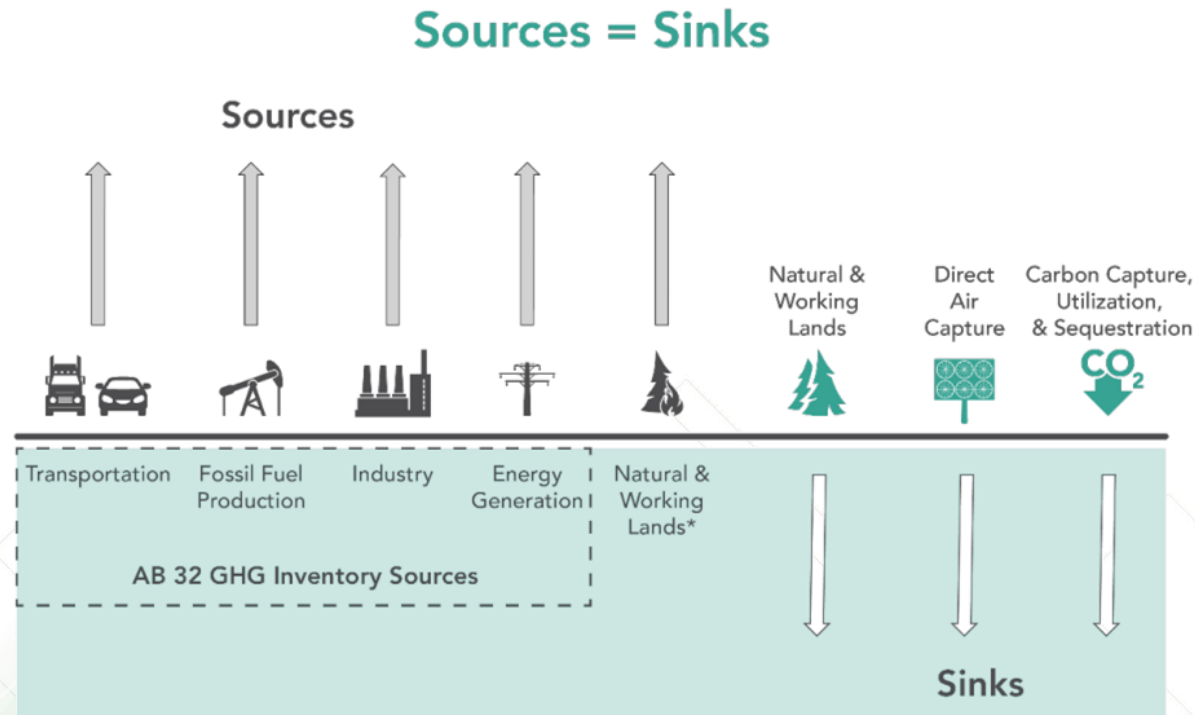 Sources = Sinks
Sources
Natural &
Working
Lands
Direct
Air
Capture
Carbon Capture,
Utilization,
& Sequestration
CO2
Transportation
Fossil Fuel
Production
Industry
Energy
Generation
Natural &
Working
Lands*
AB 32 GHG Inventory Sources
Sinks